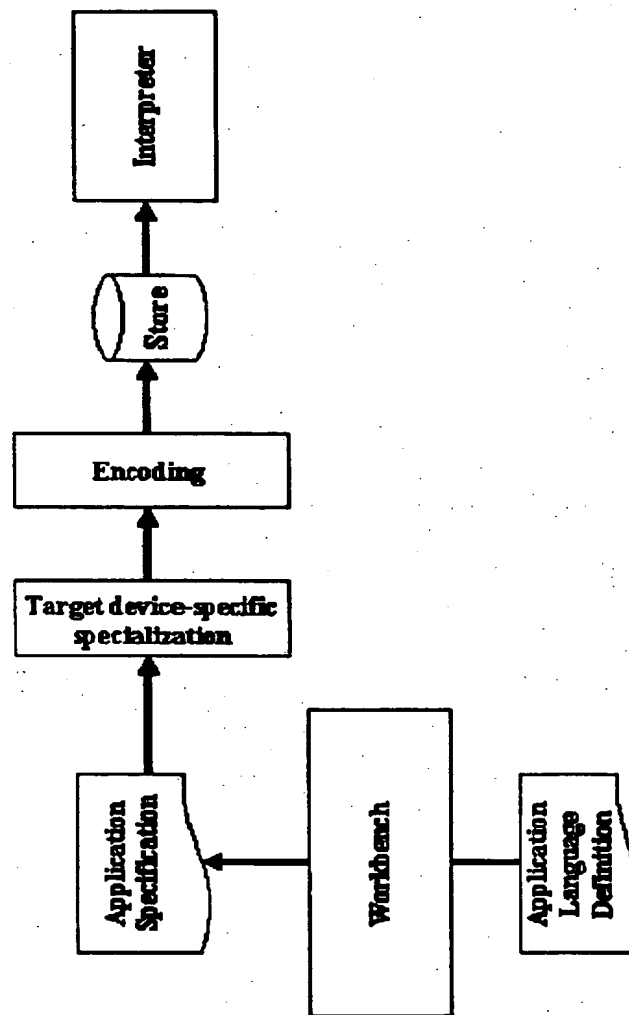 Interpreter
Store
Encoding
Target device-specific
specialization
Application
Specification
Workbench
Application
Language
Definition